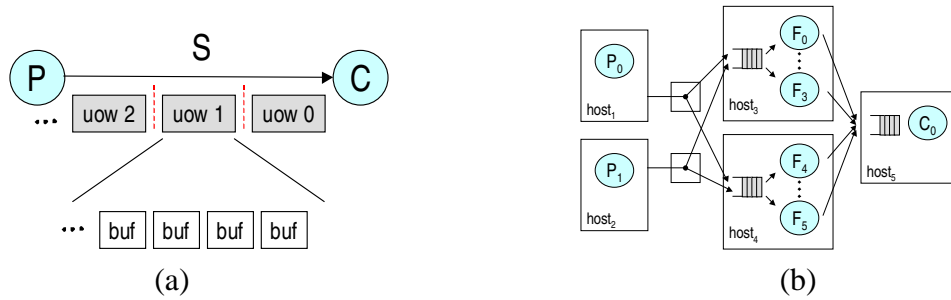 S
P
C
uow 2
uow 1
uow 0
...
... buf buf buf buf
(a)
P0
host1
P1
host2
F0
F3
host3
F4
F5
host4
C0
host5
(b)